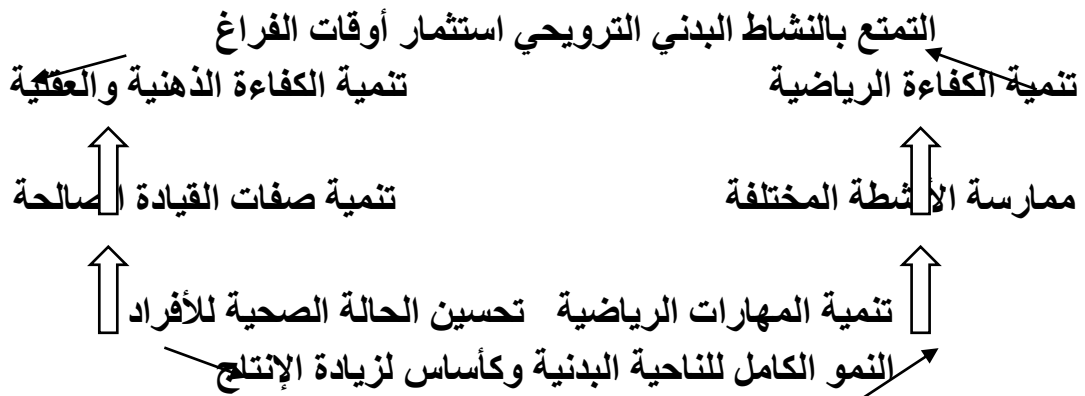 التمتع بالنشاط البدني الترويحي استثمار أوقات الفراغ
تنمية الكفاءة الرياضية تنمية الكفاءة الذهنية والعقلية
ممارسة الأنشطة المختلفة تنمية صفات القيادة الصالحة
تنمية المهارات الرياضية تحسين الحالة الصحية للأفراد
النمو الكامل للناحية البدنية وكأساس لزيادة الإنتاج